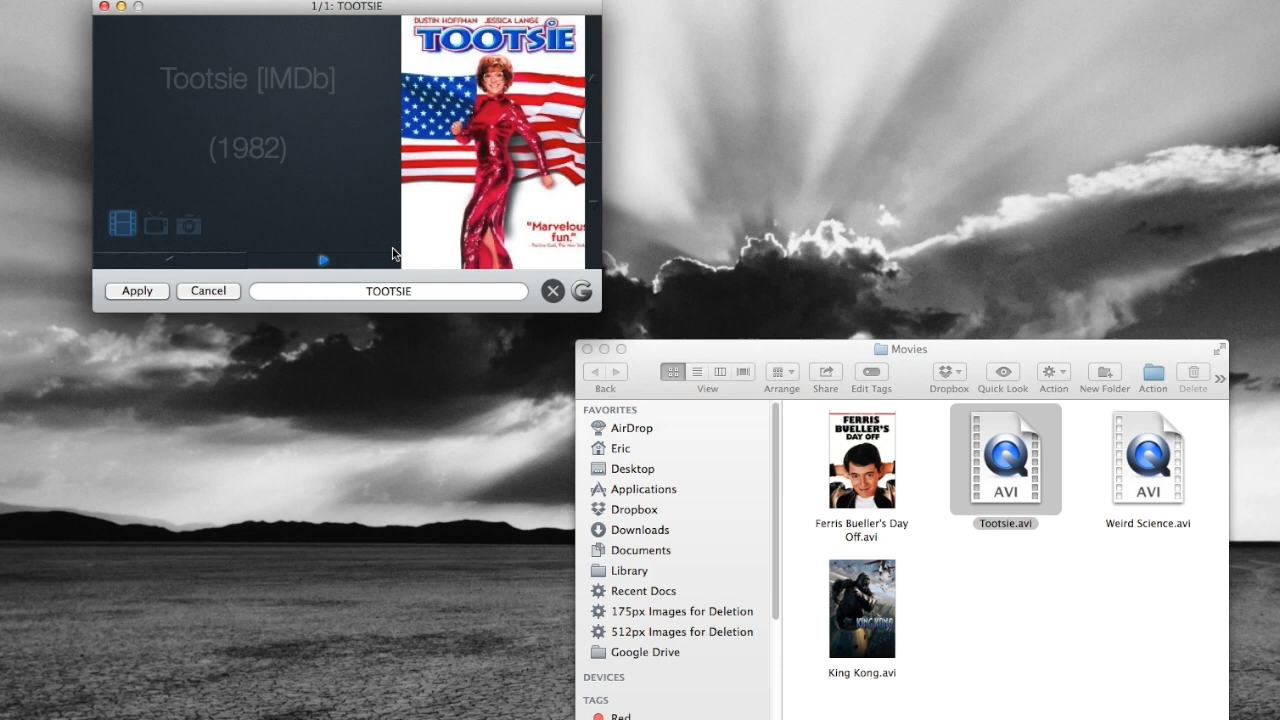 1/1: TOOTSIE
Tootsie [IMDb]
(1982)
DUSTIN HOFFMAN JESSICA LANGE
TOOTSIE
"Marvelous
fun."
Apply
Cancel
TOOTSIE
Movies
Back
View
Arrange
Share
Edit Tags
Dropbox
Quick Look
Action
New Folder
Action
Delete
FAVORITES
AirDrop
Eric
Desktop
Applications
Dropbox
Downloads
Documents
Library
Recent Docs
175px Images for Deletion
512px Images for Deletion
Google Drive
DEVICES
TAGS
Red
FERRIS
BUELLER'S
DAY OFF
Ferris Bueller's Day
Off.avi
AVI
Tootsie.avi
AVI
Weird Science.avi
KING KONG
King Kong.avi